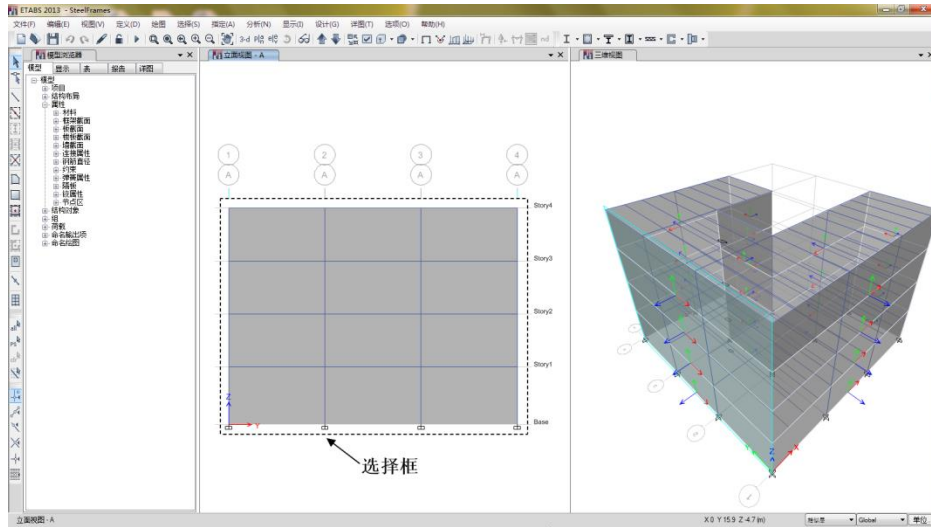 ETABS 2013 - SteelFrames
文件(F) 编辑(E) 视图(V) 定义(D) 绘图 选择(S) 指定(A) 分析(N) 显示(I) 设计(G) 详图(T) 选项(O) 帮助(H)
3-d
模型浏览器
模型 显示 表 报告 详图
模型
项目
结构布局
属性
材料
框架截面
板截面
楼板截面
墙截面
连接属性
钢筋直径
约束
弹簧属性
隔板
铰属性
节点区
结构对象
组
荷载
命名输出项
命名绘图
立面视图 - A
1 2 3 4
A A A A
Story4
Story3
Story2
Story1
Base
Z
Y
选择框
三维视图
Z
X
立面视图 - A
X 0 Y 15.9 Z -4.7 (m)
Global
单位